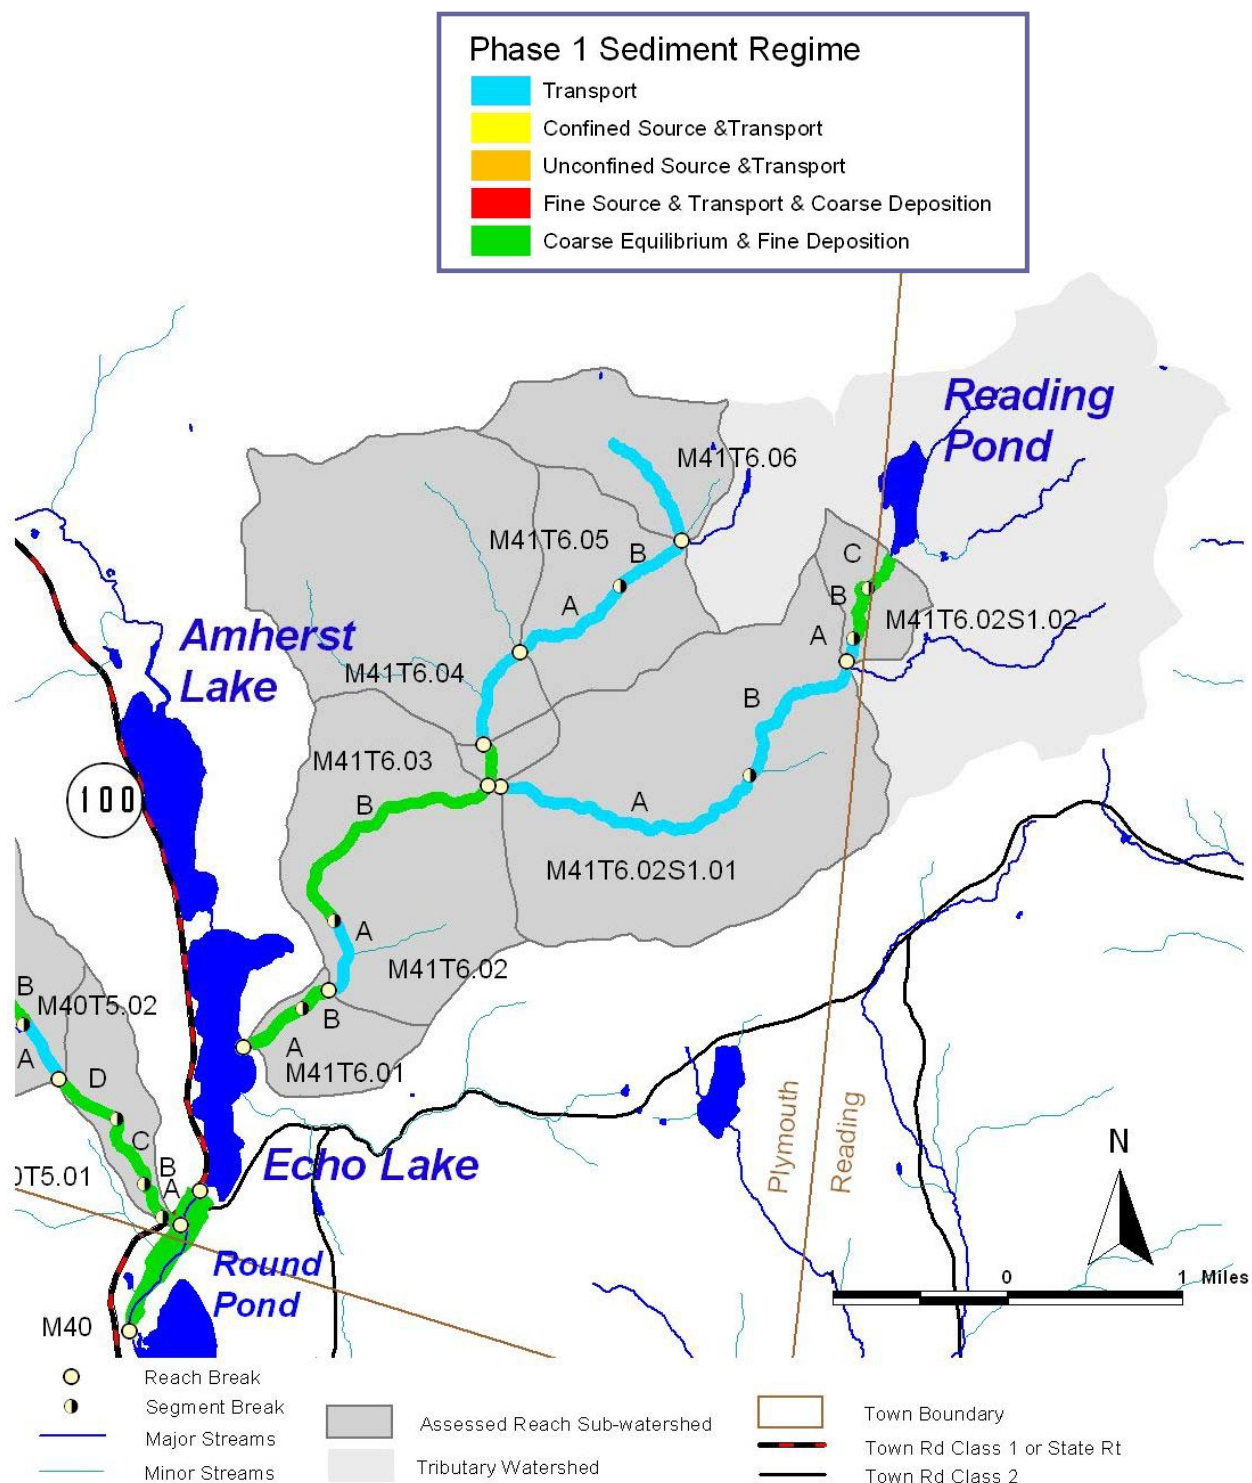 Phase 1 Sediment Regime
Transport
Confined Source &Transport
Unconfined Source &Transport
Fine Source & Transport & Coarse Deposition
Coarse Equilibrium & Fine Deposition
Reading
Pond
M41T6.06
M41T6.05
B
C
A
B
M41T6.02S1.02
A
Amherst
Lake
M41T6.04
B
M41T6.03
100
B
A
M41T6.02S1.01
A
M41T6.02
B
M40T5.02
B
A
A
M41T6.01
D
Plymouth
Reading
C
B
A
Echo Lake
0T5.01
N
Round
Pond
0
1 Miles
M40
Reach Break
Segment Break
Major Streams
Minor Streams
Assessed Reach Sub-watershed
Tributary Watershed
Town Boundary
Town Rd Class 1 or State Rt
Town Rd Class 2